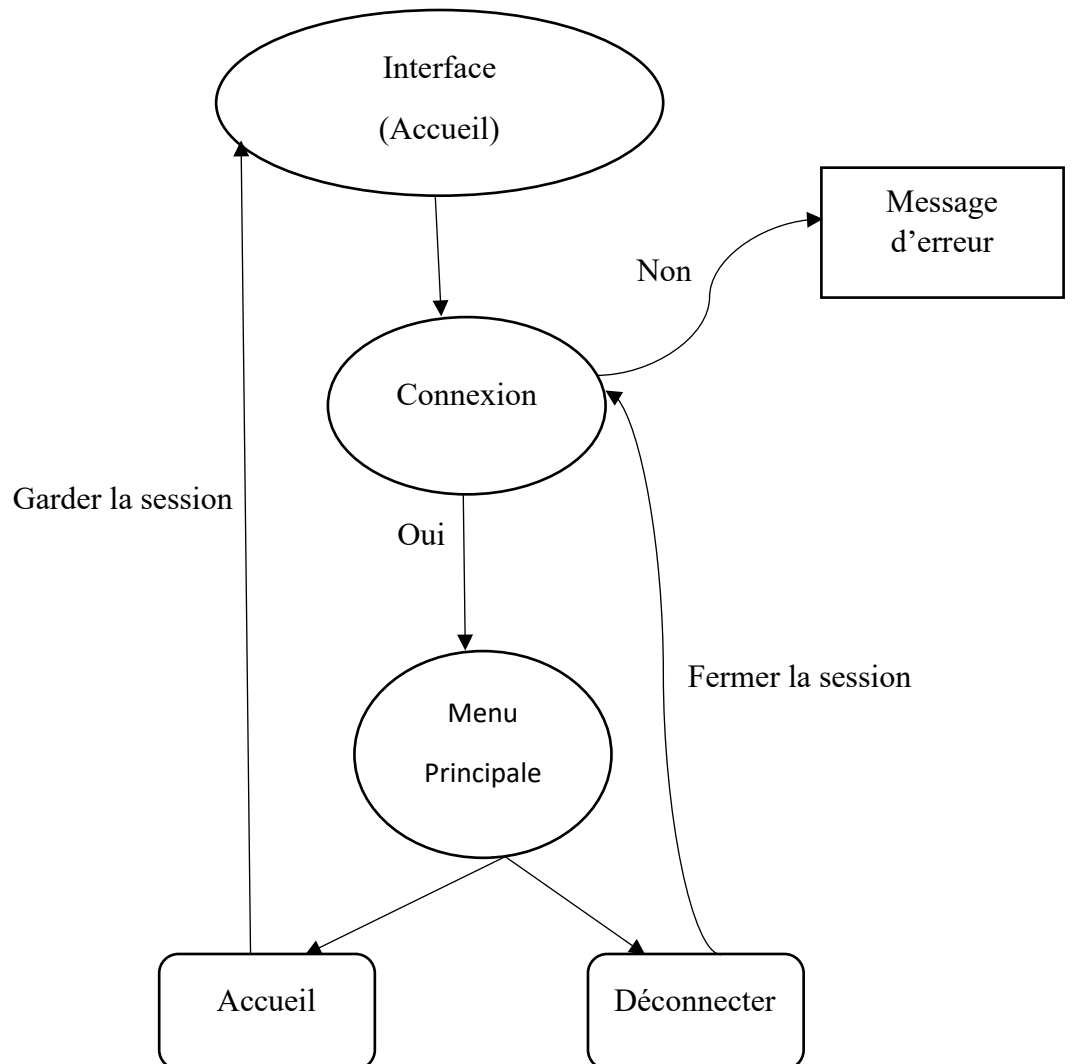 Interface
(Accueil)
Message
d’erreur
Non
Connexion
Garder la session
Oui
Fermer la session
Menu
Principale
Accueil
Déconnecter